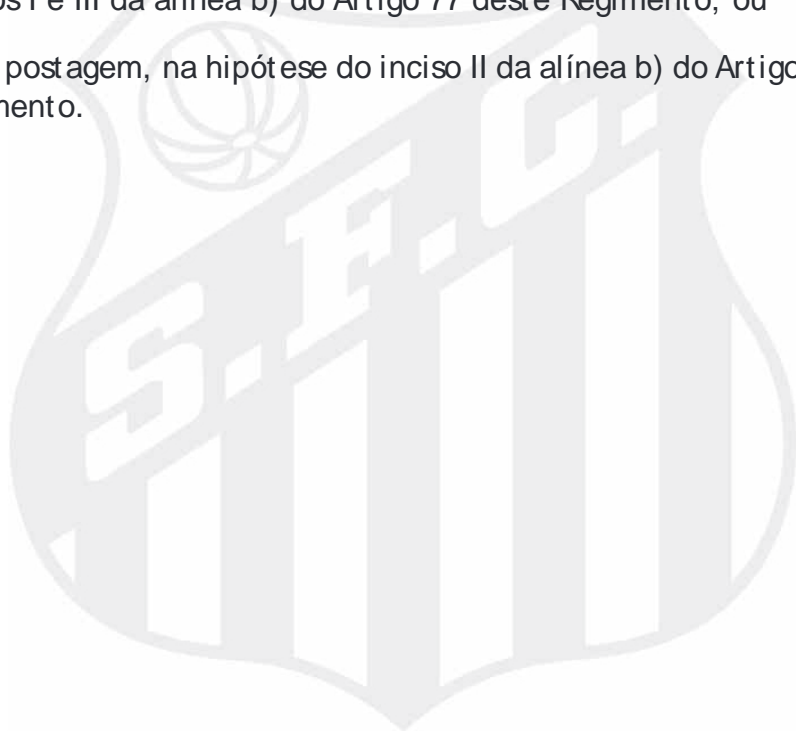 os I e III da alínea b) do Artigo 77 deste Regimento; ou
postagem, na hipótese do inciso II da alínea b) do Artigo
mento.
S.F.C.